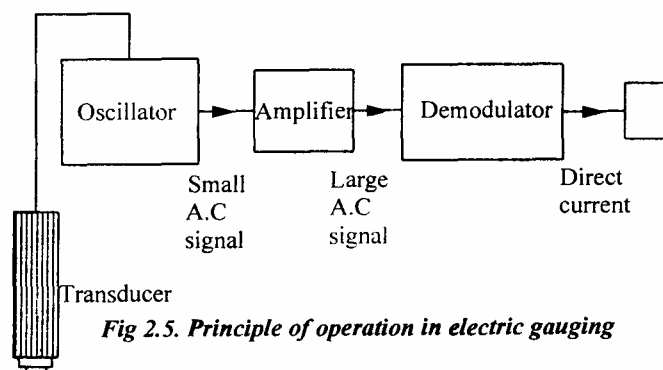 Oscillator
Amplifier
Demodulator
Small
A.C
signal
Large
A.C
signal
Direct
current
Transducer
Fig 2.5. Principle of operation in electric gauging